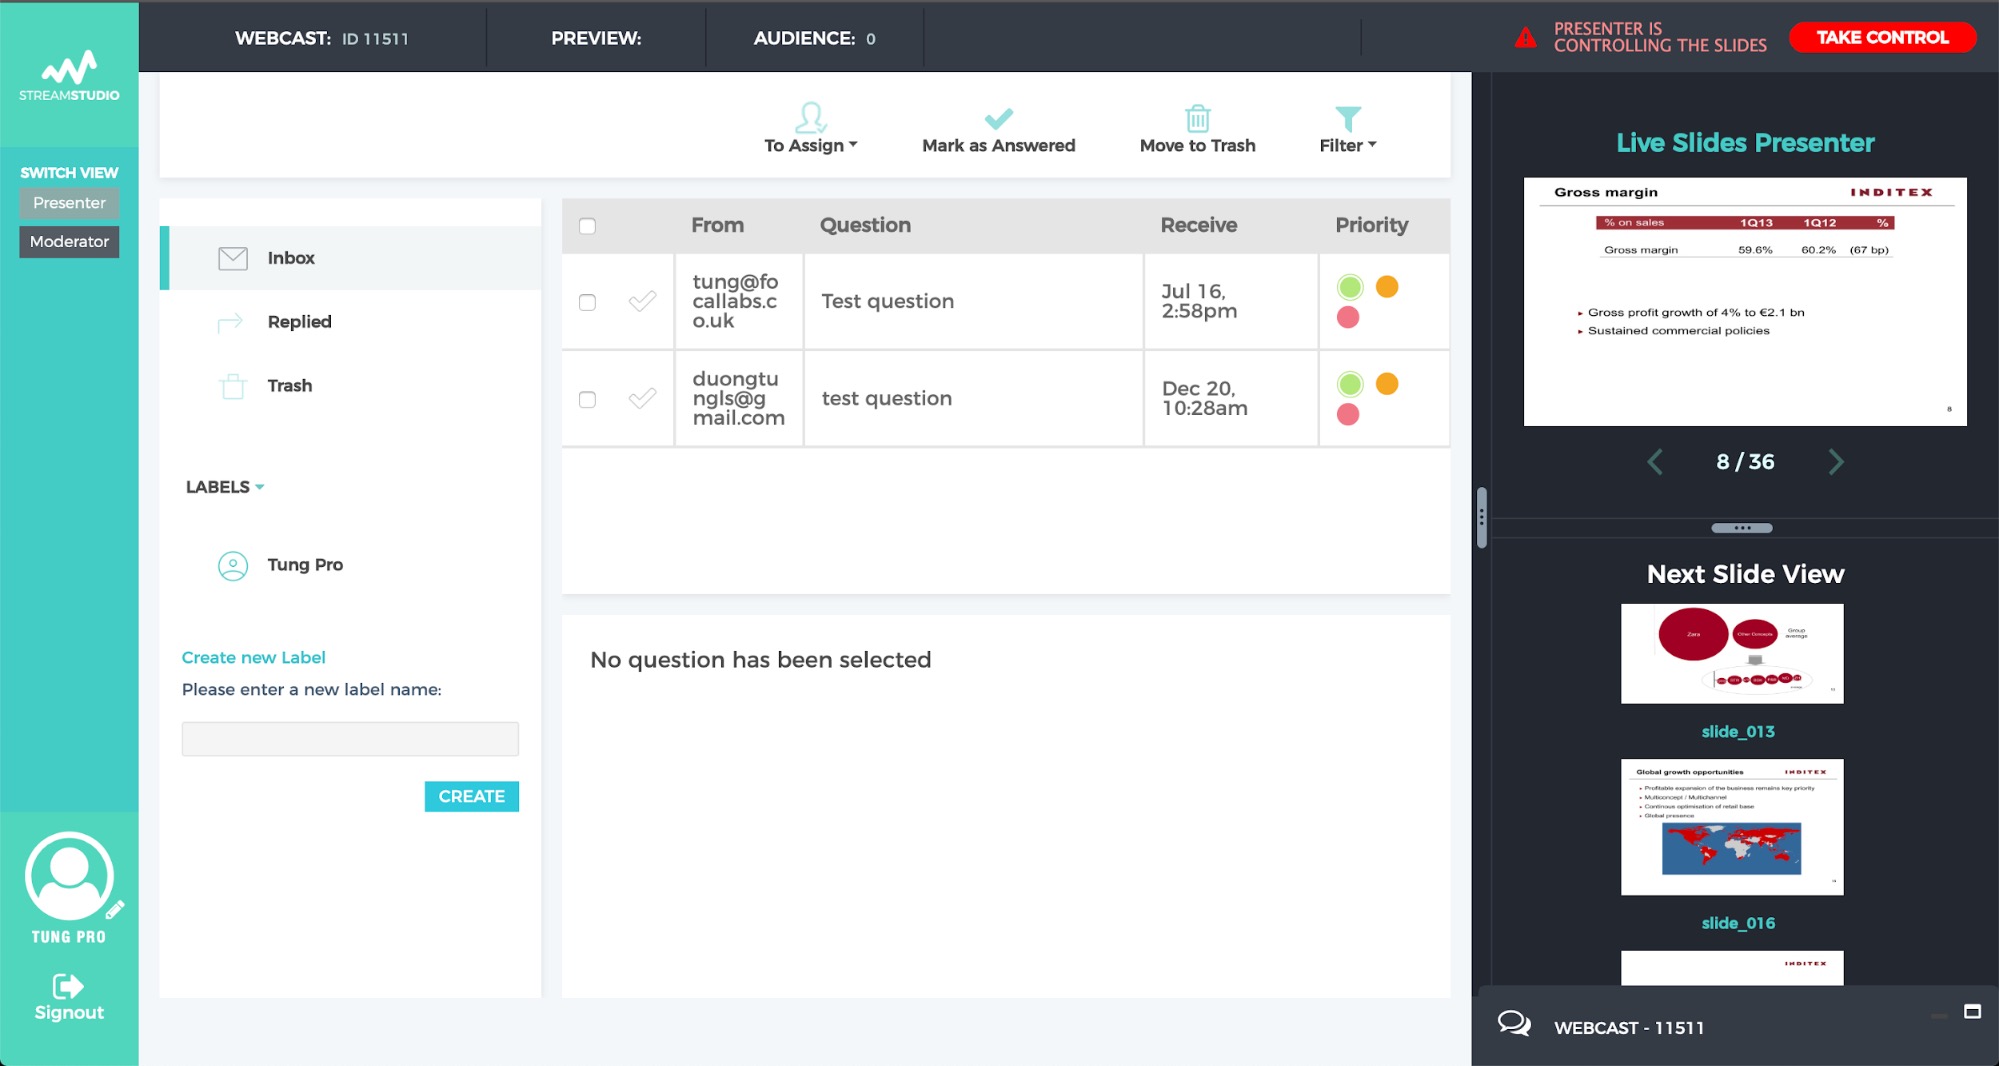 STREAMSTUDIO
WEBCAST: ID 11511
PREVIEW:
AUDIENCE: 0
PRESENTER IS
CONTROLLING THE SLIDES
TAKE CONTROL
SWITCH VIEW
Presenter
Moderator
TUNG PRO
Signout
To Assign
Mark as Answered
Move to Trash
Filter
Inbox
Replied
Trash
LABELS
Tung Pro
Create new Label
Please enter a new label name:
CREATE
From Question Receive Priority
tung@fo
callabs.c
o.uk
Test question
Jul 16,
2:58pm
duongtu
ngls@g
mail.com
test question
Dec 20,
10:28am
No question has been selected
Live Slides Presenter
Gross margin INDITEX
% on sales 1Q13 1Q12 %
Gross margin 59.6% 60.2% (67 bp)
Gross profit growth of 4% to €2.1 bn
Sustained commercial policies
8
8 / 36
Next Slide View
Zara
Other Concepts
Group
average
slide_013
Global growth opportunities INDITEX
Profitable expansion of the business remains key priority
Multiconcept / Multichannel
Continous optimisation of retail base
Global presence
slide_016
INDITEX
WEBCAST - 11511